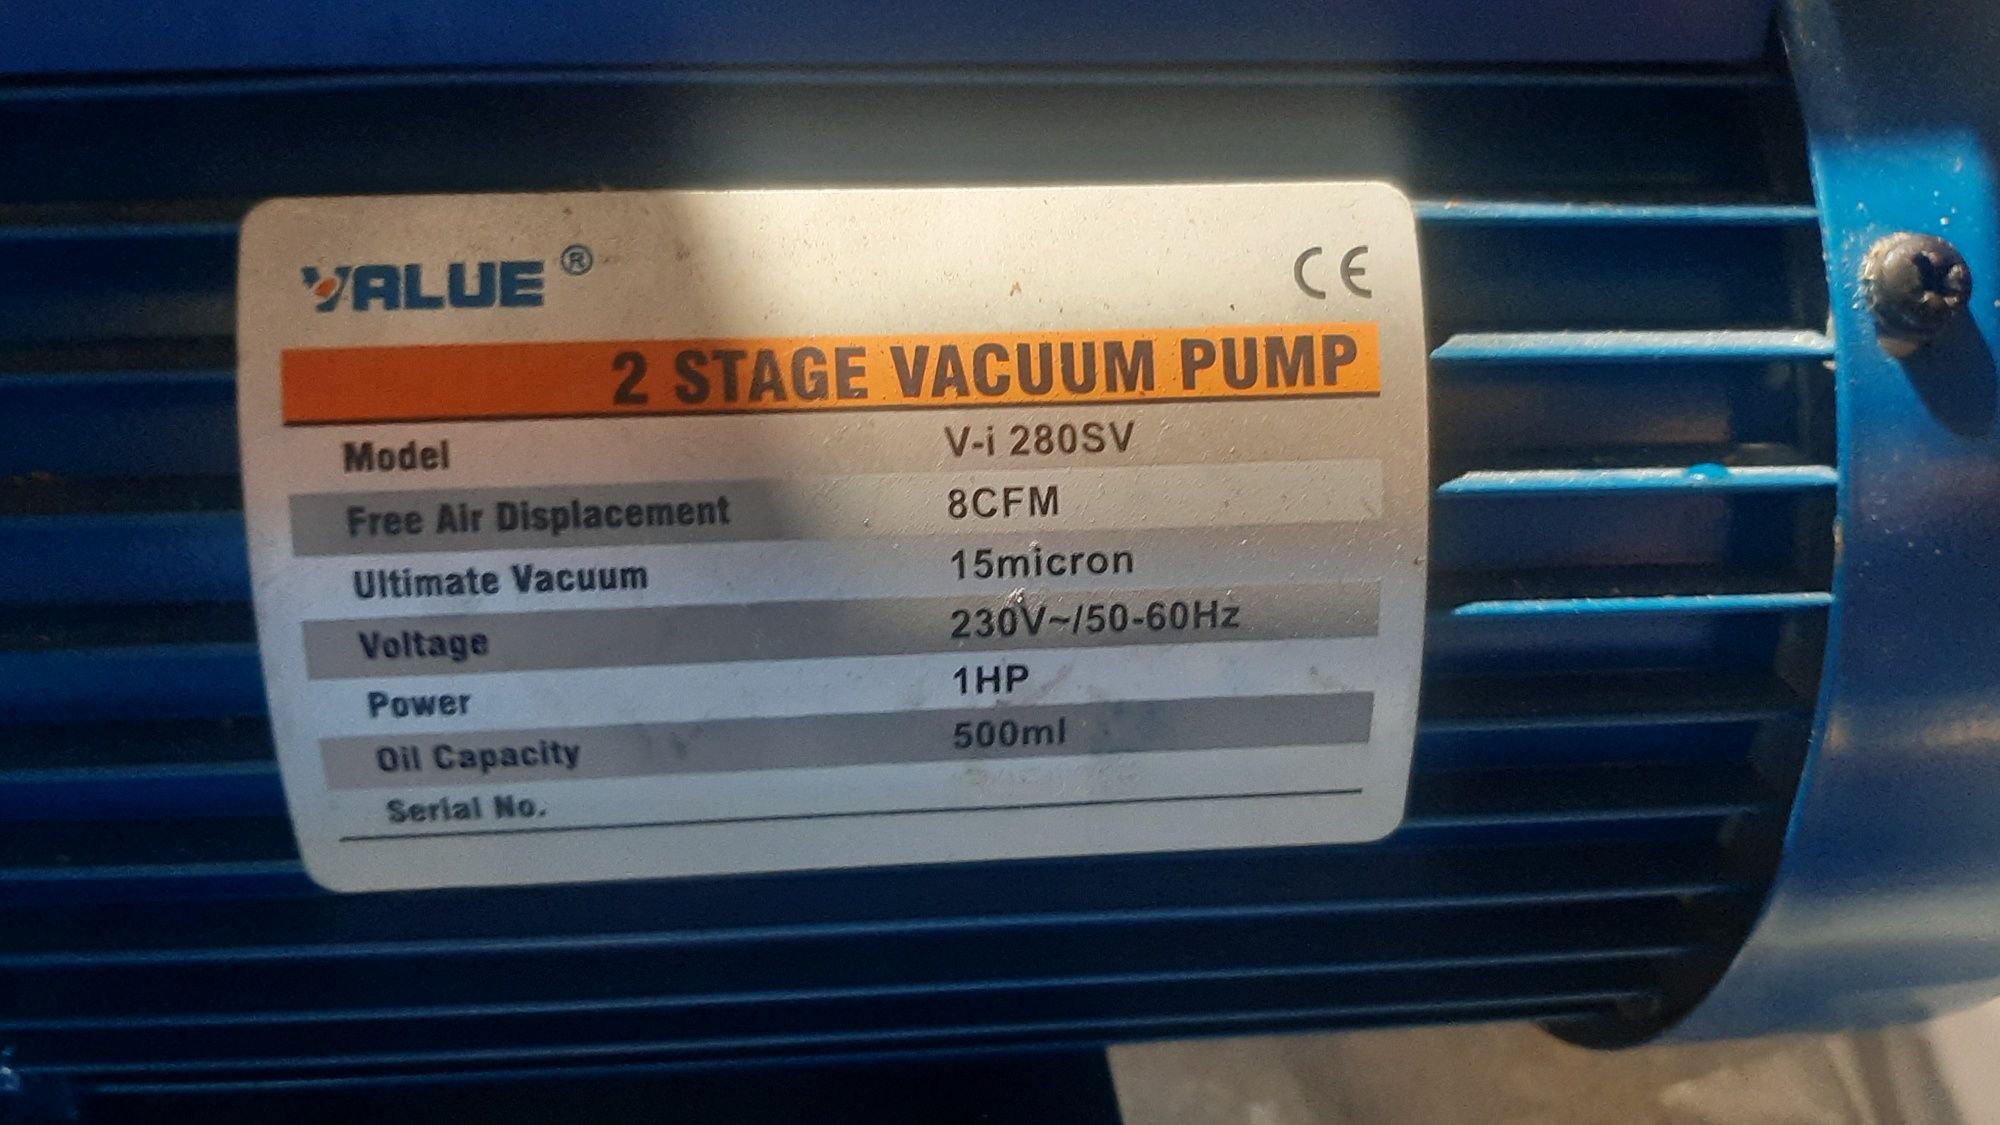 VALUE ®
CE
2 STAGE VACUUM PUMP
Model V-i 280SV
Free Air Displacement 8CFM
Ultimate Vacuum 15micron
Voltage 230V~/50-60Hz
Power 1HP
Oil Capacity 500ml
Serial No.